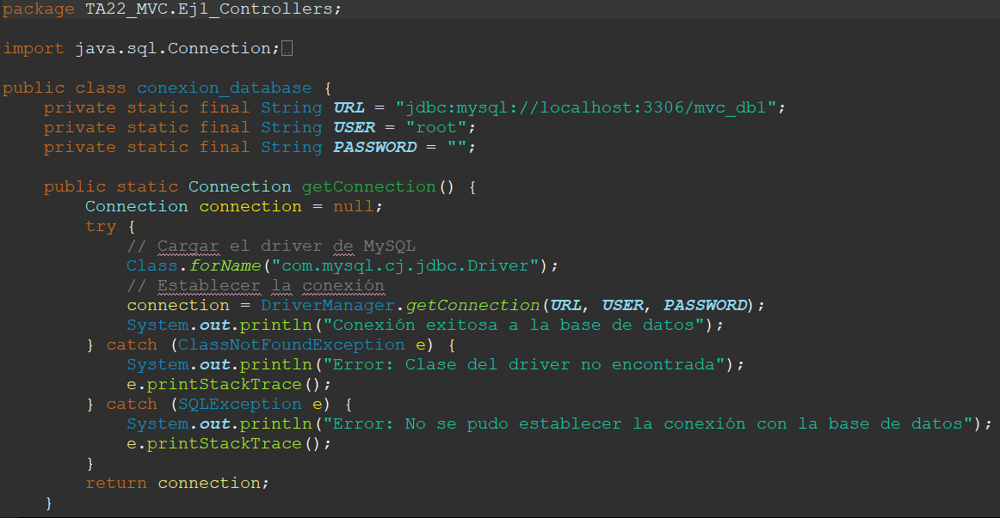 package TA22_MVC.Ej1_Controllers;
import java.sql.Connection;
public class conexion_database {
private static final String URL = "jdbc:mysql://localhost:3306/mvc_db1";
private static final String USER = "root";
private static final String PASSWORD = "";
public static Connection getConnection() {
Connection connection = null;
try {
// Cargar el driver de MySQL
Class.forName("com.mysql.cj.jdbc.Driver");
// Establecer la conexión
connection = DriverManager.getConnection(URL, USER, PASSWORD);
System.out.println("Conexión exitosa a la base de datos");
} catch (ClassNotFoundException e) {
System.out.println("Error: Clase del driver no encontrada");
e.printStackTrace();
} catch (SQLException e) {
System.out.println("Error: No se pudo establecer la conexión con la base de datos");
e.printStackTrace();
}
return connection;
}